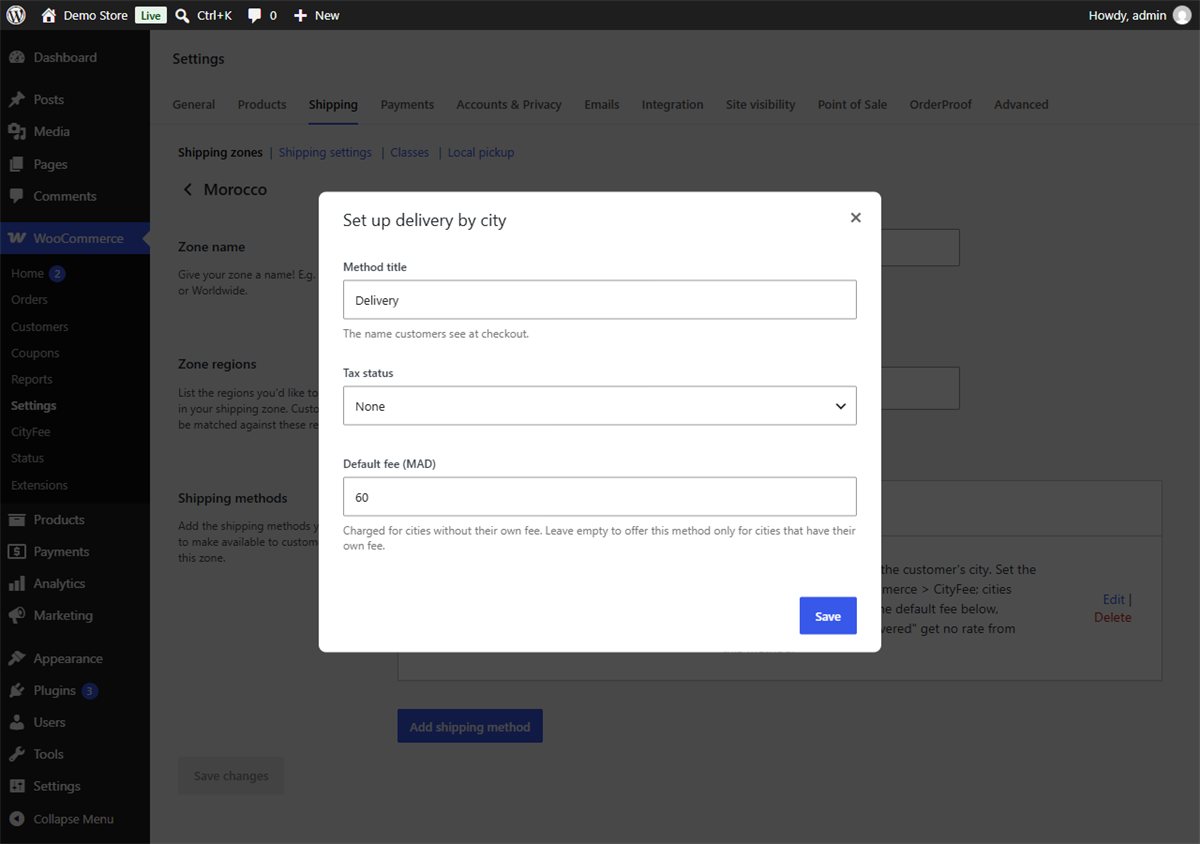 Demo Store Live Ctrl+K 0 New Howdy, admin
Dashboard
Posts
Media
Pages
Comments
WooCommerce
Home 2
Orders
Customers
Coupons
Reports
Settings
CityFee
Status
Extensions
Products
Payments
Analytics
Marketing
Appearance
Plugins 3
Users
Tools
Settings
Collapse Menu
Settings
General Products Shipping Payments Accounts & Privacy Emails Integration Site visibility Point of Sale OrderProof Advanced
Shipping zones | Shipping settings | Classes | Local pickup
Morocco
Zone name
Give your zone a name! E.g.
or Worldwide.
Zone regions
List the regions you'd like to
in your shipping zone. Custo
be matched against these re
Shipping methods
Add the shipping methods y
to make available to custome
this zone.
Set up delivery by city
Method title
Delivery
The name customers see at checkout.
Tax status
None
Default fee (MAD)
60
Charged for cities without their own fee. Leave empty to offer this method only for cities that have their
own fee.
Save
the customer's city. Set the
merce > CityFee; cities
he default fee below,
vered" get no rate from
Edit |
Delete
Add shipping method
Save changes